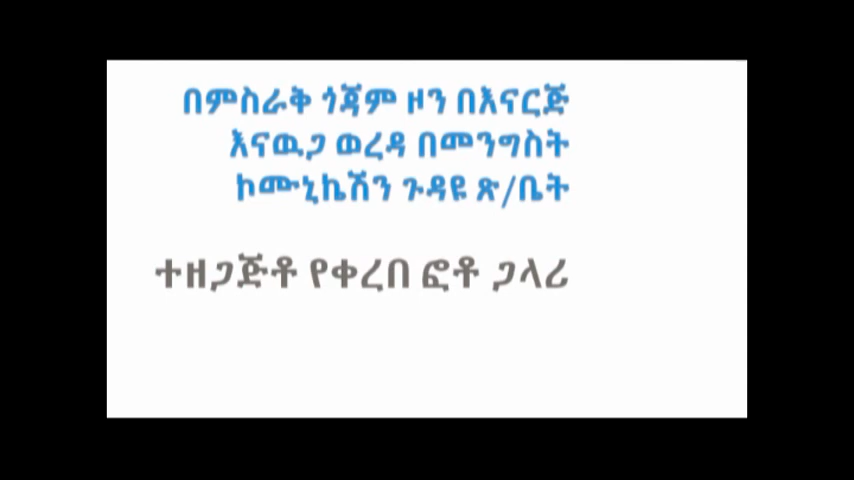 በምስራቅ ጎጃም ዞን በእናርጅ
እናዉጋ ወረዳ በመንግስት
ኮሙኒኬሽን ጉዳዩ ጽ/ቤት
ተዘጋጅቶ የቀረበ ፎቶ ጋላሪ